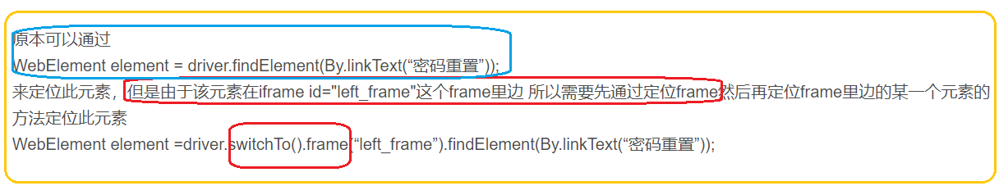 原本可以通过
WebElement element = driver.findElement(By.linkText(“密码重置”));
来定位此元素，但是由于该元素在iframe id="left_frame"这个frame里边 所以需要先通过定位frame然后再定位frame里边的某一个元素的
方法定位此元素
WebElement element =driver.switchTo().frame(“left_frame”).findElement(By.linkText(“密码重置”));